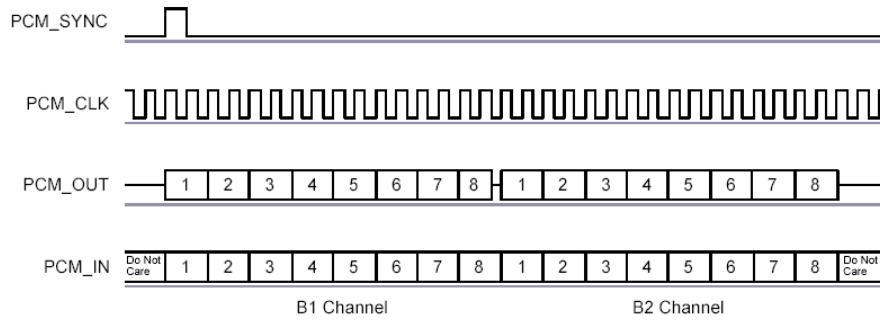 PCM_SYNC
PCM_CLK
PCM_OUT 1 2 3 4 5 6 7 8 1 2 3 4 5 6 7 8
PCM_IN Do Not Care 1 2 3 4 5 6 7 8 1 2 3 4 5 6 7 8 Do Not Care
B1 Channel B2 Channel